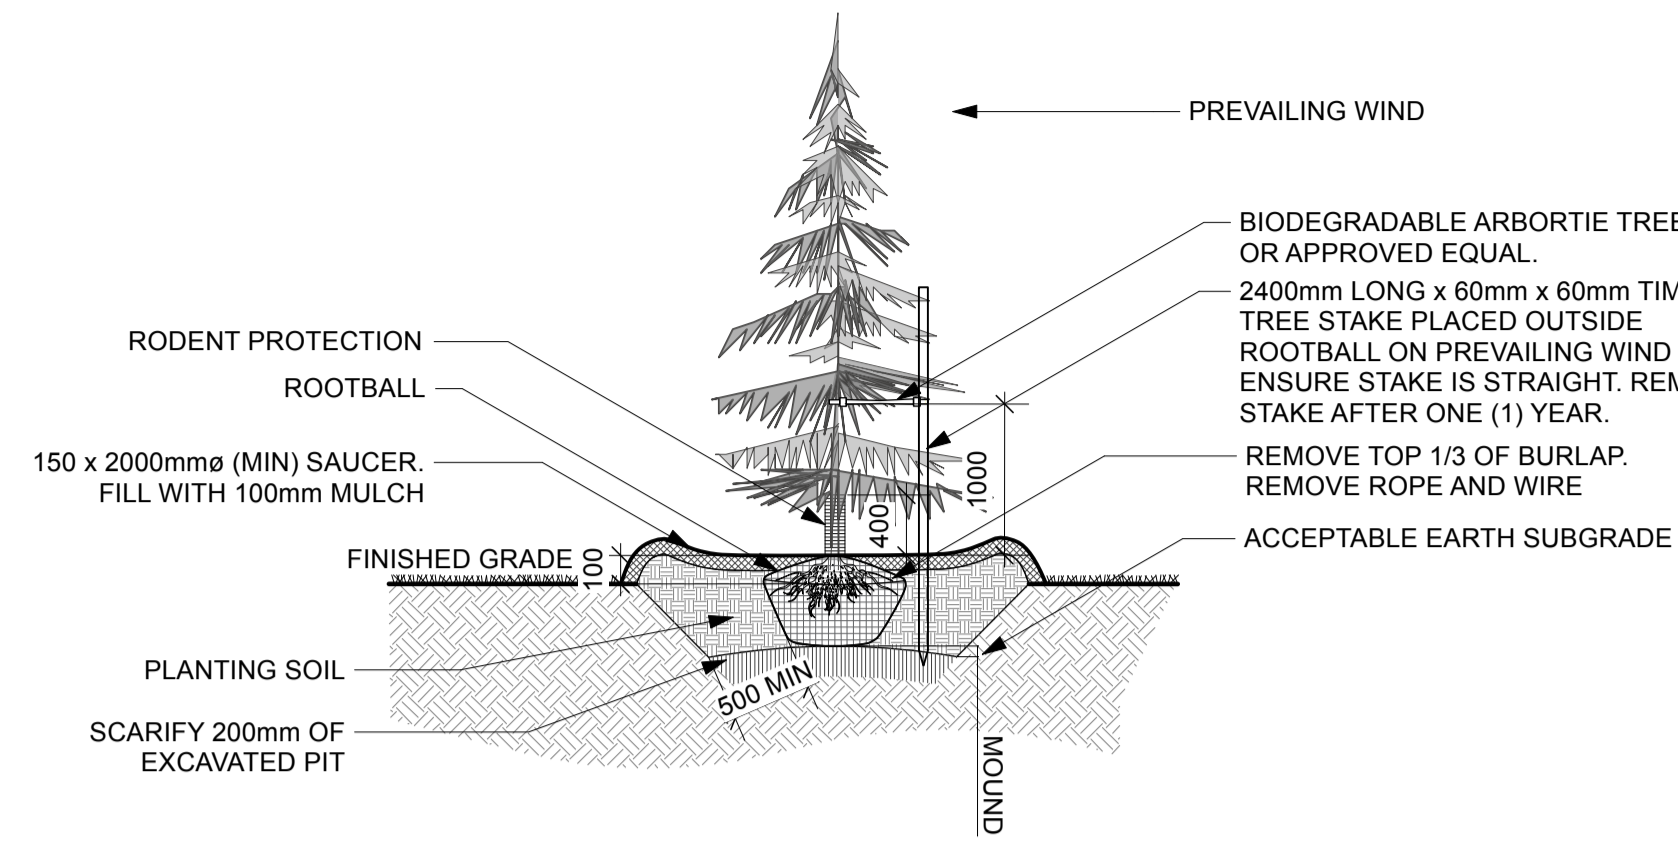 PREVAILING WIND
BIODEGRADABLE ARBORTIE TREE
OR APPROVED EQUAL.
2400mm LONG x 60mm x 60mm TIM
TREE STAKE PLACED OUTSIDE
ROOTBALL ON PREVAILING WIND
ENSURE STAKE IS STRAIGHT. REM
STAKE AFTER ONE (1) YEAR.
REMOVE TOP 1/3 OF BURLAP.
REMOVE ROPE AND WIRE
ACCEPTABLE EARTH SUBGRADE
RODENT PROTECTION
ROOTBALL
150 x 2000mmø (MIN) SAUCER.
FILL WITH 100mm MULCH
FINISHED GRADE
100
400
1000
PLANTING SOIL
SCARIFY 200mm OF
EXCAVATED PIT
500 MIN
MOUND